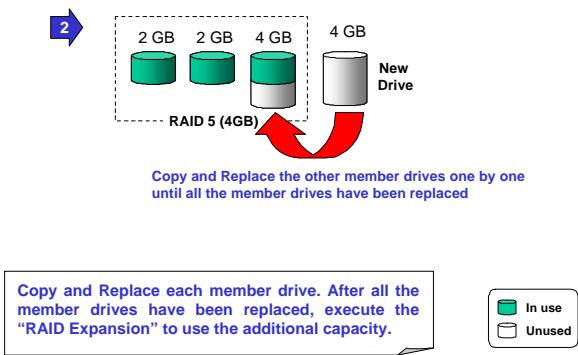 2
2 GB 2 GB 4 GB 4 GB
New
Drive
RAID 5 (4GB)
Copy and Replace the other member drives one by one
until all the member drives have been replaced
Copy and Replace each member drive. After all the
member drives have been replaced, execute the
“RAID Expansion” to use the additional capacity.
In use
Unused